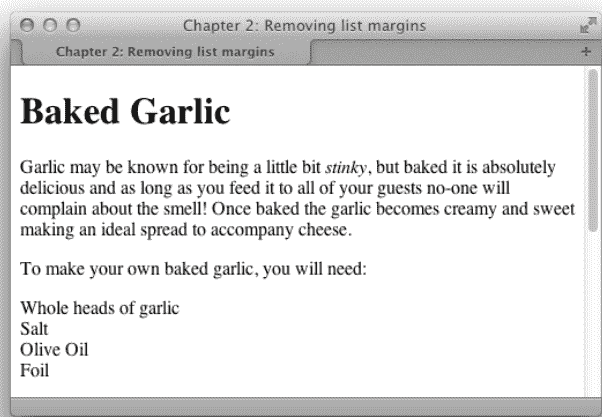 Chapter 2: Removing list margins
Chapter 2: Removing list margins
+
Baked Garlic
Garlic may be known for being a little bit stinky, but baked it is absolutely
delicious and as long as you feed it to all of your guests no-one will
complain about the smell! Once baked the garlic becomes creamy and sweet
making an ideal spread to accompany cheese.
To make your own baked garlic, you will need:
Whole heads of garlic
Salt
Olive Oil
Foil